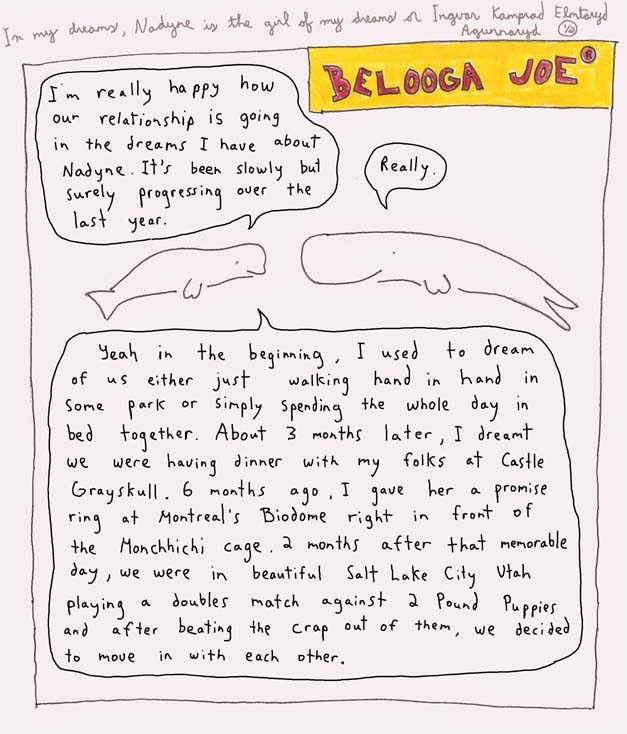 In my dreams, Nadyne is the girl of my dreams or Ingvar Kamprad Elmtaryd
Agunnaryd 1/2
BELOOGA JOE®
I'm really happy how
our relationship is going
in the dreams I have about
Nadyne. It's been slowly but
surely progressing over the
last year.
Really.
Yeah in the beginning, I used to dream
of us either just walking hand in hand in
some park or simply spending the whole day in
bed together. About 3 months later, I dreamt
we were having dinner with my folks at Castle
Grayskull. 6 months ago, I gave her a promise
ring at Montreal's Biodome right in front of
the Monchhichi cage. 2 months after that memorable
day, we were in beautiful Salt Lake City Utah
playing a doubles match against 2 Pound Puppies
and after beating the crap out of them, we decided
to move in with each other.